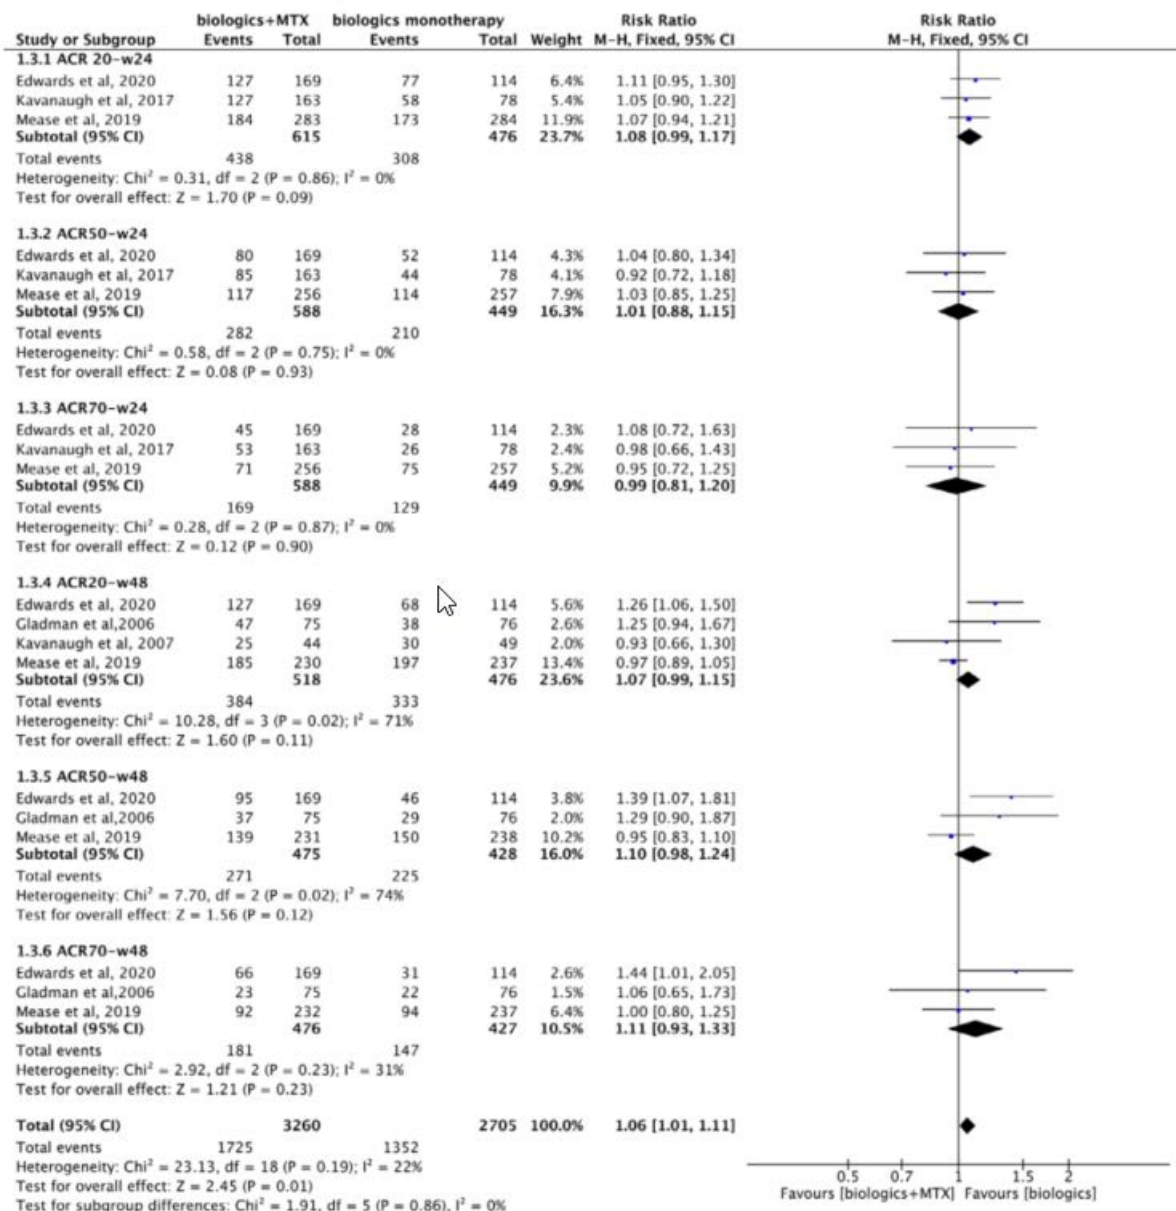 biologics+MTX biologics monotherapy Risk Ratio Risk Ratio
Study or Subgroup Events Total Events Total Weight M-H, Fixed, 95% CI M-H, Fixed, 95% CI
1.3.1 ACR 20-w24
Edwards et al, 2020 127 169 77 114 6.4% 1.11 [0.95, 1.30]
Kavanaugh et al, 2017 127 163 58 78 5.4% 1.05 [0.90, 1.22]
Mease et al, 2019 184 283 173 284 11.9% 1.07 [0.94, 1.21]
Subtotal (95% CI) 615 476 23.7% 1.08 [0.99, 1.17]
Total events 438 308
Heterogeneity: Chi² = 0.31, df = 2 (P = 0.86); I² = 0%
Test for overall effect: Z = 1.70 (P = 0.09)
1.3.2 ACR50-w24
Edwards et al, 2020 80 169 52 114 4.3% 1.04 [0.80, 1.34]
Kavanaugh et al, 2017 85 163 44 78 4.1% 0.92 [0.72, 1.18]
Mease et al, 2019 117 256 114 257 7.9% 1.03 [0.85, 1.25]
Subtotal (95% CI) 588 449 16.3% 1.01 [0.88, 1.15]
Total events 282 210
Heterogeneity: Chi² = 0.58, df = 2 (P = 0.75); I² = 0%
Test for overall effect: Z = 0.08 (P = 0.93)
1.3.3 ACR70-w24
Edwards et al, 2020 45 169 28 114 2.3% 1.08 [0.72, 1.63]
Kavanaugh et al, 2017 53 163 26 78 2.4% 0.98 [0.66, 1.43]
Mease et al, 2019 71 256 75 257 5.2% 0.95 [0.72, 1.25]
Subtotal (95% CI) 588 449 9.9% 0.99 [0.81, 1.20]
Total events 169 129
Heterogeneity: Chi² = 0.28, df = 2 (P = 0.87); I² = 0%
Test for overall effect: Z = 0.12 (P = 0.90)
1.3.4 ACR20-w48
Edwards et al, 2020 127 169 68 114 5.6% 1.26 [1.06, 1.50]
Gladman et al,2006 47 75 38 76 2.6% 1.25 [0.94, 1.67]
Kavanaugh et al, 2007 25 44 30 49 2.0% 0.93 [0.66, 1.30]
Mease et al, 2019 185 230 197 237 13.4% 0.97 [0.89, 1.05]
Subtotal (95% CI) 518 476 23.6% 1.07 [0.99, 1.15]
Total events 384 333
Heterogeneity: Chi² = 10.28, df = 3 (P = 0.02); I² = 71%
Test for overall effect: Z = 1.60 (P = 0.11)
1.3.5 ACR50-w48
Edwards et al, 2020 95 169 46 114 3.8% 1.39 [1.07, 1.81]
Gladman et al,2006 37 75 29 76 2.0% 1.29 [0.90, 1.87]
Mease et al, 2019 139 231 150 238 10.2% 0.95 [0.83, 1.10]
Subtotal (95% CI) 475 428 16.0% 1.10 [0.98, 1.24]
Total events 271 225
Heterogeneity: Chi² = 7.70, df = 2 (P = 0.02); I² = 74%
Test for overall effect: Z = 1.56 (P = 0.12)
1.3.6 ACR70-w48
Edwards et al, 2020 66 169 31 114 2.6% 1.44 [1.01, 2.05]
Gladman et al,2006 23 75 22 76 1.5% 1.06 [0.65, 1.73]
Mease et al, 2019 92 232 94 237 6.4% 1.00 [0.80, 1.25]
Subtotal (95% CI) 476 427 10.5% 1.11 [0.93, 1.33]
Total events 181 147
Heterogeneity: Chi² = 2.92, df = 2 (P = 0.23); I² = 31%
Test for overall effect: Z = 1.21 (P = 0.23)
Total (95% CI) 3260 2705 100.0% 1.06 [1.01, 1.11]
Total events 1725 1352
Heterogeneity: Chi² = 23.13, df = 18 (P = 0.19); I² = 22%
Test for overall effect: Z = 2.45 (P = 0.01)
Test for subgroup differences: Chi² = 1.91, df = 5 (P = 0.86), I² = 0%
0.5 0.7 1 1.5 2
Favours [biologics+MTX] Favours [biologics]